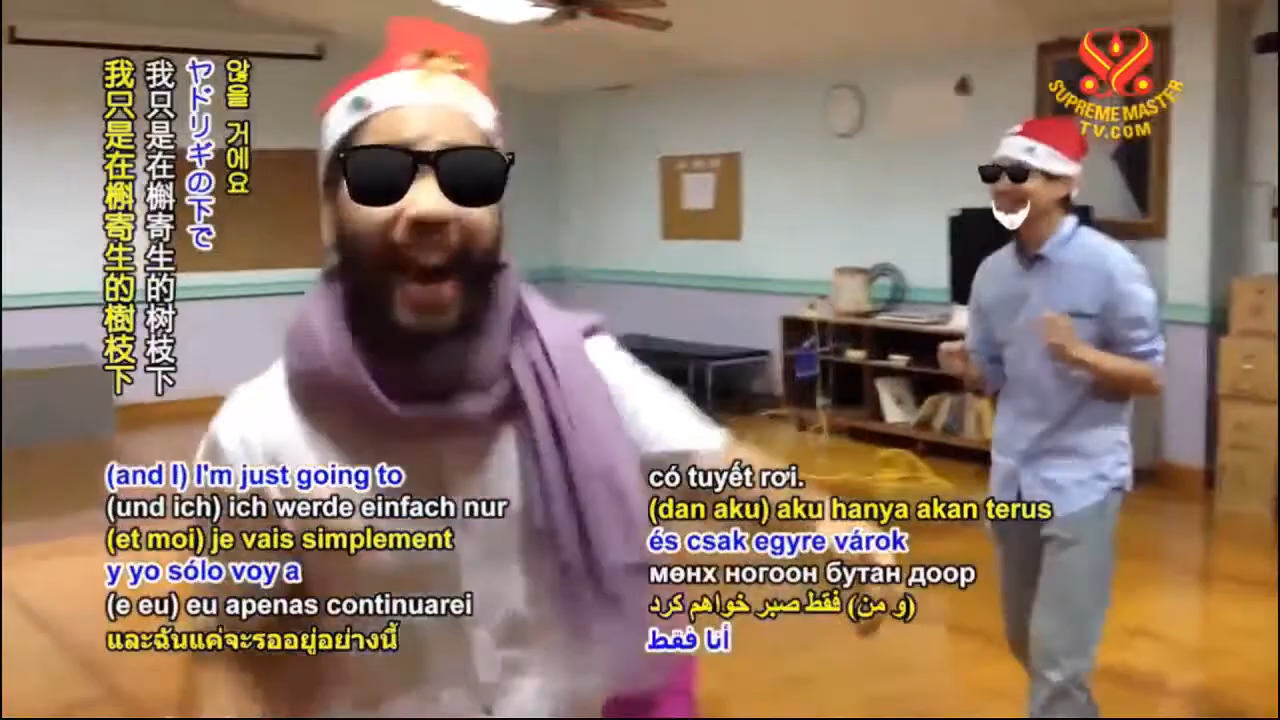 않을 거에요
ヤドリギの下で
我只是在槲寄生的树枝下
我只是在槲寄生的樹枝下
SUPREME MASTER
TV.COM
(and I) I'm just going to
(und ich) ich werde einfach nur
(et moi) je vais simplement
y yo sólo voy a
(e eu) eu apenas continuarei
และฉันแค่จะรออยู่อย่างนี้
có tuyết rơi.
(dan aku) aku hanya akan terus
és csak egyre várok
мөнх ногоон бутан доор
(و من) فقط صبر خواهم کرد
أنا فقط